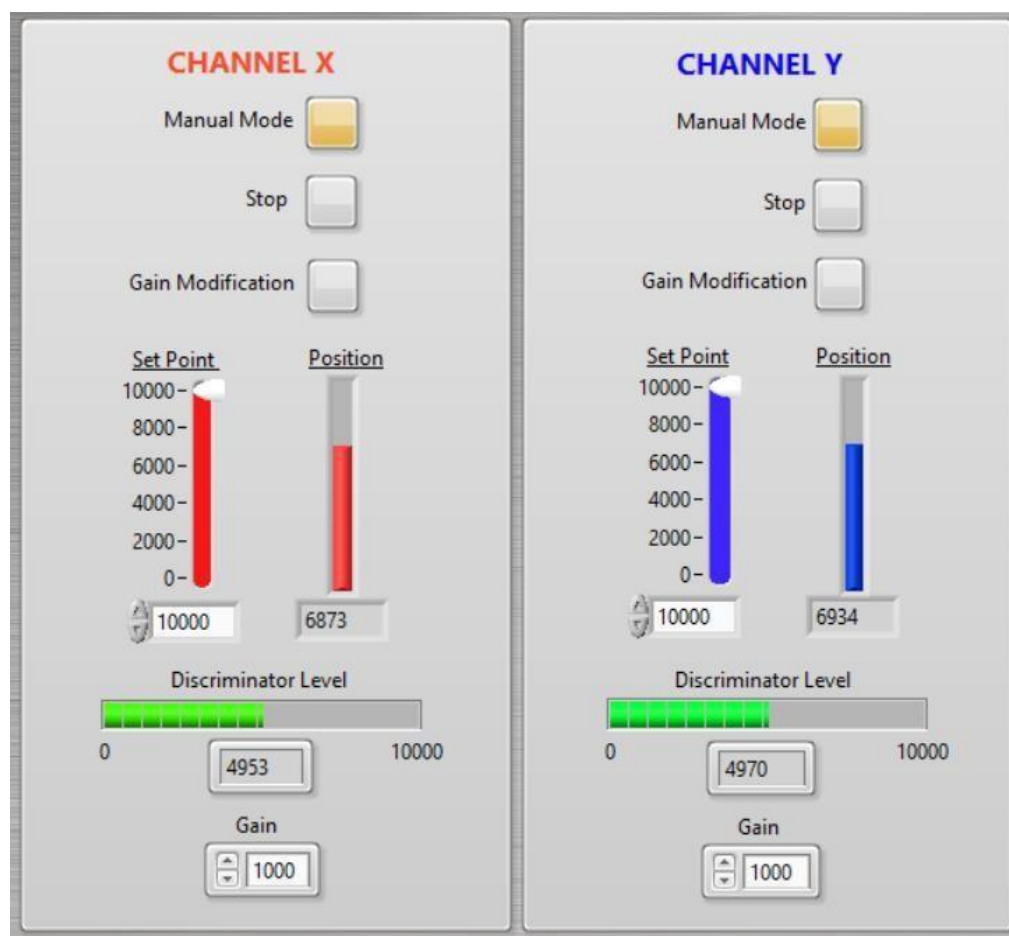 CHANNEL X
Manual Mode
Stop
Gain Modification
Set Point
Position
10000
8000
6000
4000
2000
0
10000
6873
Discriminator Level
0
10000
4953
Gain
1000
CHANNEL Y
Manual Mode
Stop
Gain Modification
Set Point
Position
10000
8000
6000
4000
2000
0
10000
6934
Discriminator Level
0
10000
4970
Gain
1000